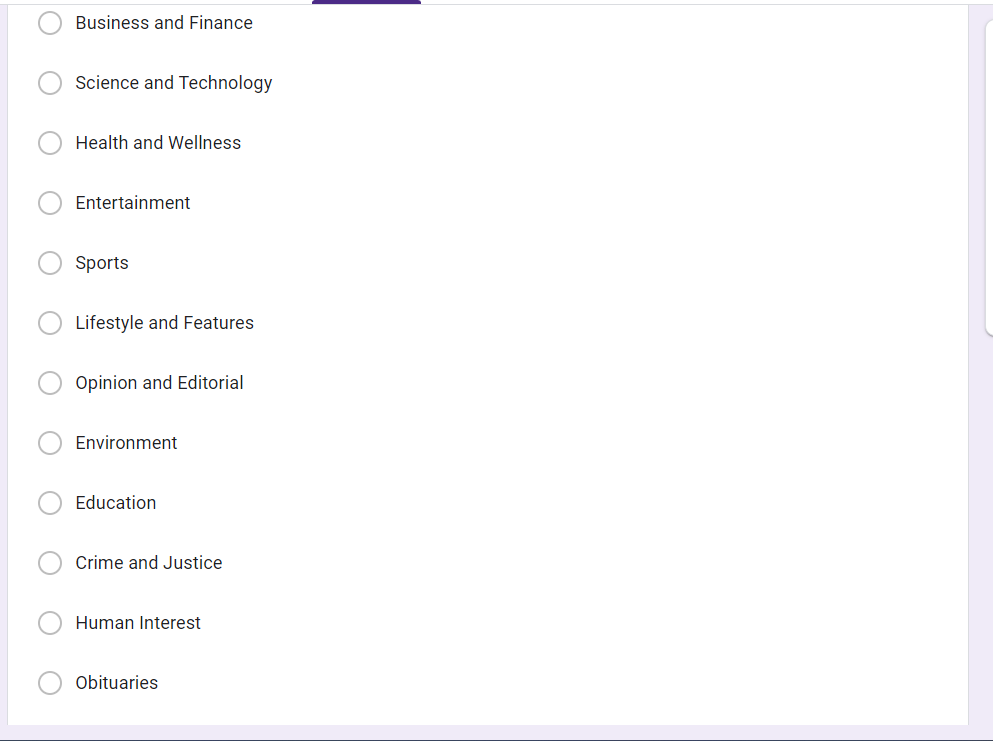 Business and Finance
Science and Technology
Health and Wellness
Entertainment
Sports
Lifestyle and Features
Opinion and Editorial
Environment
Education
Crime and Justice
Human Interest
Obituaries